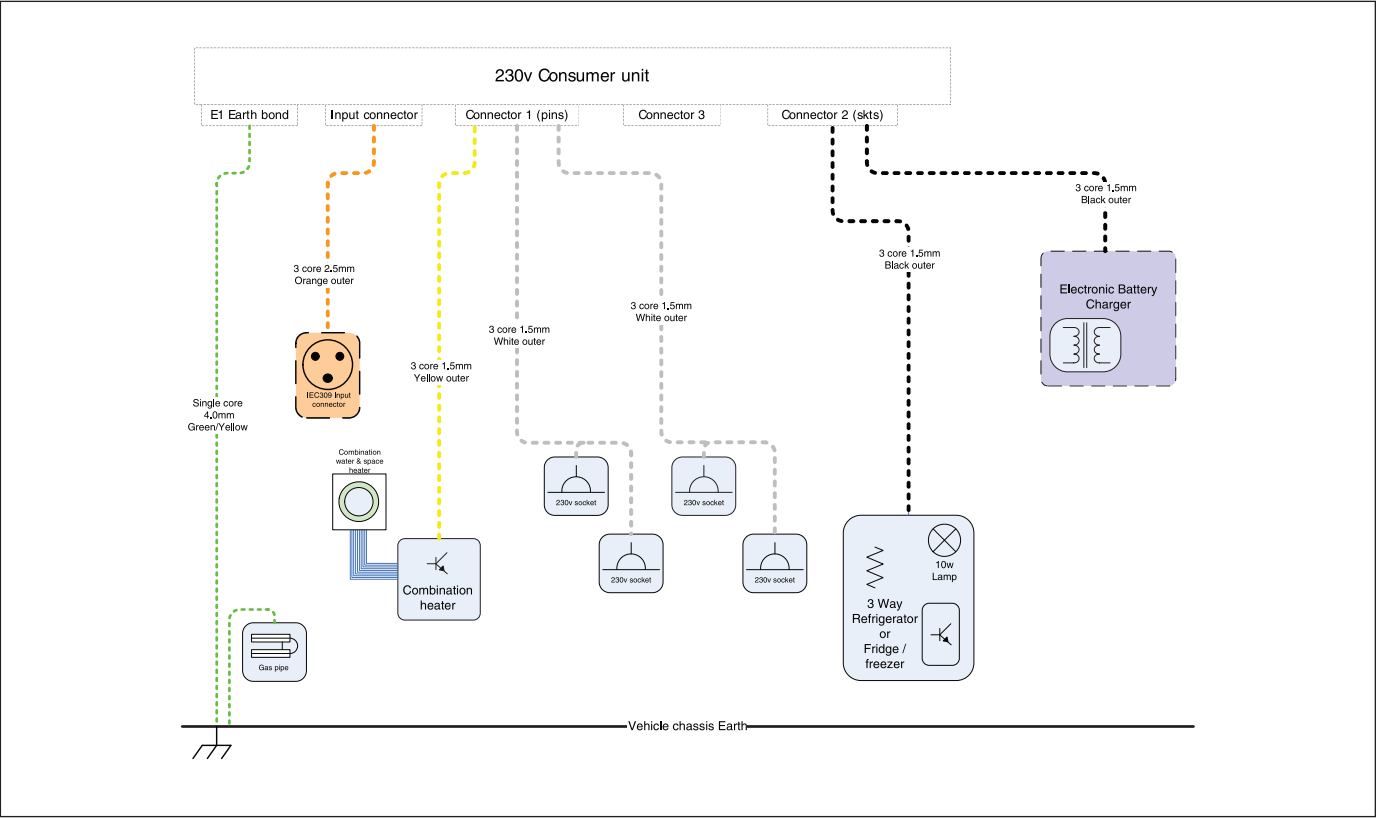 230v Consumer unit
E1 Earth bond
Input connector
Connector 1 (pins)
Connector 3
Connector 2 (skts)
3 core 1.5mm
Black outer
3 core 1.5mm
Black outer
3 core 2.5mm
Orange outer
Electronic Battery
Charger
3 core 1.5mm
White outer
3 core 1.5mm
White outer
3 core 1.5mm
Yellow outer
IEC309 Input
connector
Single core
4.0mm
Green/Yellow
Combination
water & space
heater
230v socket
230v socket
230v socket
230v socket
Combination
heater
10w
Lamp
3 Way
Refrigerator
or
Fridge /
freezer
Gas pipe
Vehicle chassis Earth